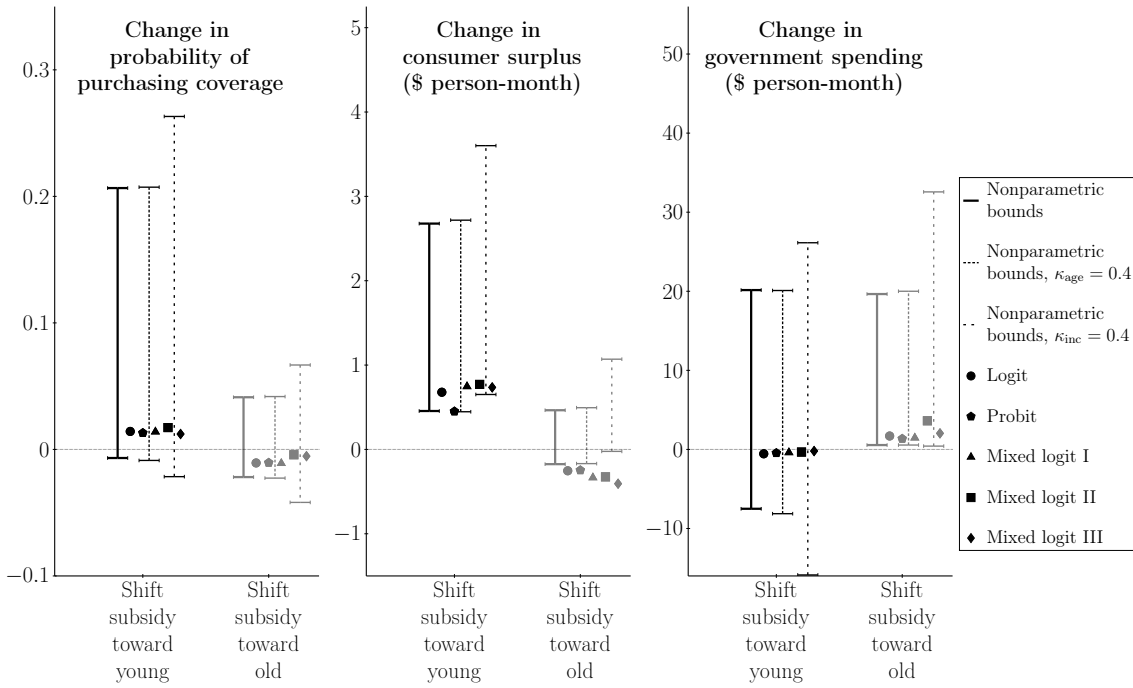 Change in
probability of
purchasing coverage
0.3
0.2
0.1
0
−0.1
Shift
subsidy
toward
young
Shift
subsidy
toward
old
Change in
consumer surplus
($ person-month)
5
4
3
2
1
0
−1
Shift
subsidy
toward
young
Shift
subsidy
toward
old
Change in
government spending
($ person-month)
50
40
30
20
10
0
−10
Shift
subsidy
toward
young
Shift
subsidy
toward
old
Nonparametric
bounds
Nonparametric
bounds, κage = 0.4
Nonparametric
bounds, κinc = 0.4
Logit
Probit
Mixed logit I
Mixed logit II
Mixed logit III